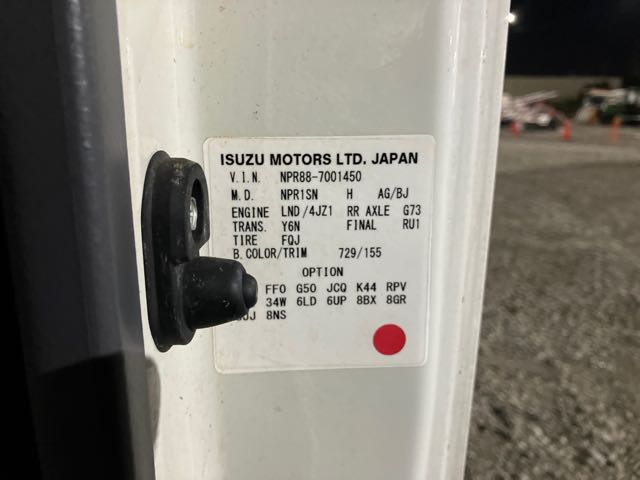 ISUZU MOTORS LTD. JAPAN
V.I.N. NPR88-7001450
M.D. NPR1SN H AG/BJ
ENGINE LND/4JZ1 RR AXLE G73
TRANS. Y6N FINAL RU1
TIRE FQJ
B.COLOR/TRIM 729/155
OPTION
FF0 G50 JCQ K44 RPV
34W 6LD 6UP 8BX 8GR
8NS